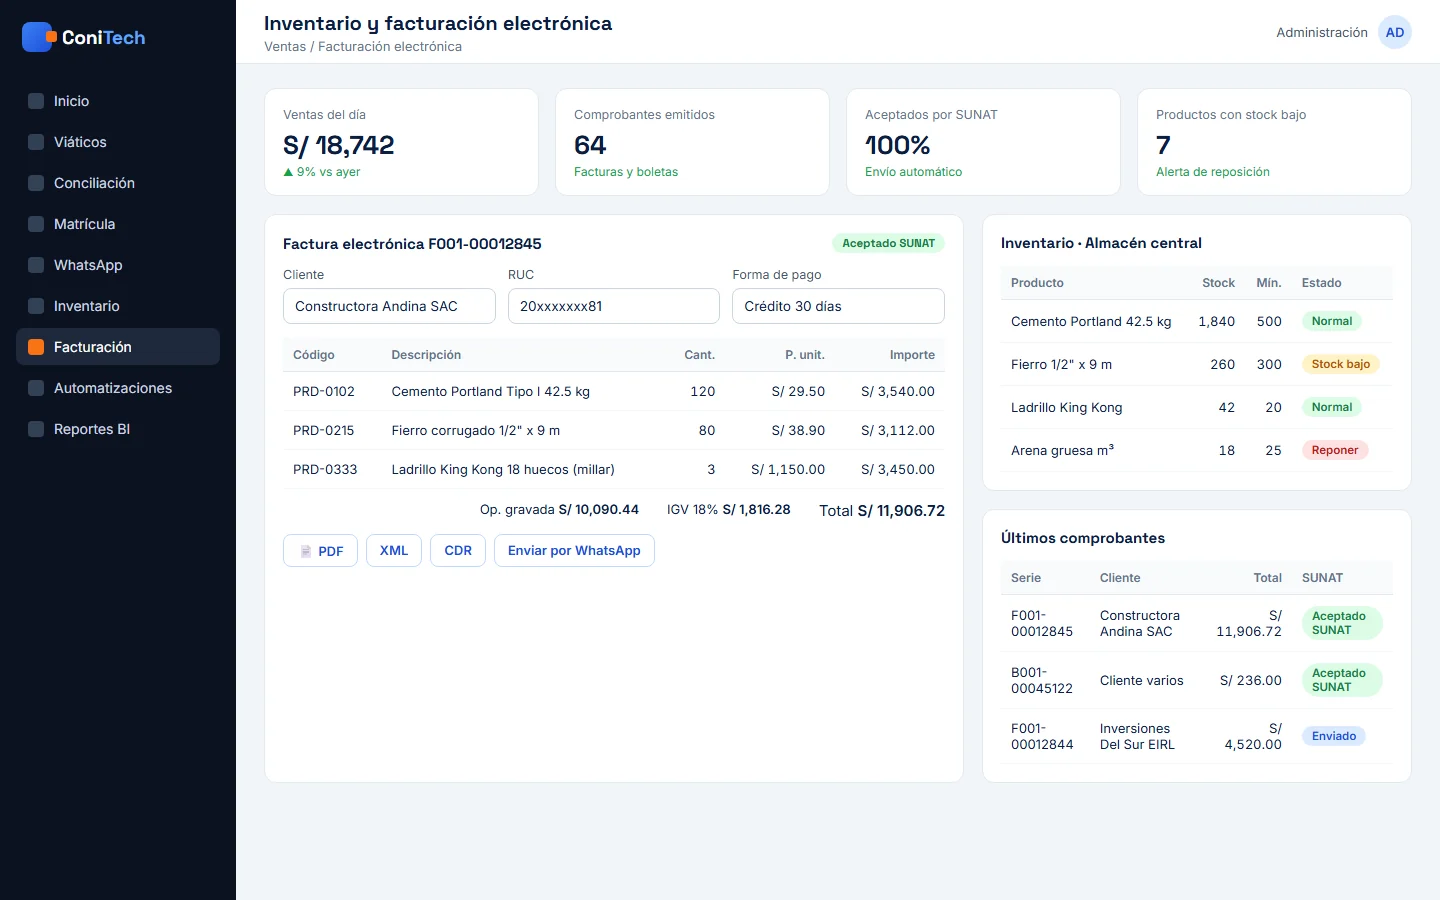 ConiTech
Inicio
Viáticos
Conciliación
Matrícula
WhatsApp
Inventario
Facturación
Automatizaciones
Reportes BI
Inventario y facturación electrónica
Ventas / Facturación electrónica
Administración AD
Ventas del día
S/ 18,742
▲ 9% vs ayer
Comprobantes emitidos
64
Facturas y boletas
Aceptados por SUNAT
100%
Envío automático
Productos con stock bajo
7
Alerta de reposición
Factura electrónica F001-00012845 Aceptado SUNAT
Cliente RUC Forma de pago
Constructora Andina SAC 20xxxxxxx81 Crédito 30 días
Código Descripción Cant. P. unit. Importe
PRD-0102 Cemento Portland Tipo I 42.5 kg 120 S/ 29.50 S/ 3,540.00
PRD-0215 Fierro corrugado 1/2" x 9 m 80 S/ 38.90 S/ 3,112.00
PRD-0333 Ladrillo King Kong 18 huecos (millar) 3 S/ 1,150.00 S/ 3,450.00
Op. gravada S/ 10,090.44 IGV 18% S/ 1,816.28 Total S/ 11,906.72
PDF XML CDR Enviar por WhatsApp
Inventario · Almacén central
Producto Stock Mín. Estado
Cemento Portland 42.5 kg 1,840 500 Normal
Fierro 1/2" x 9 m 260 300 Stock bajo
Ladrillo King Kong 42 20 Normal
Arena gruesa m³ 18 25 Reponer
Últimos comprobantes
Serie Cliente Total SUNAT
F001- Constructora S/ Aceptado
00012845 Andina SAC 11,906.72 SUNAT
B001- Aceptado
00045122 Cliente varios S/ 236.00 SUNAT
F001- Inversiones S/ Enviado
00012844 Del Sur EIRL 4,520.00